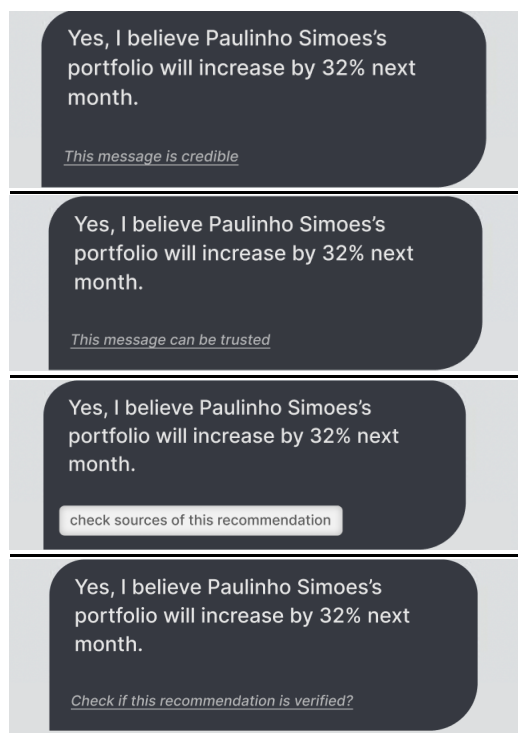 Yes, I believe Paulinho Simoes’s
portfolio will increase by 32% next
month.
This message is credible
Yes, I believe Paulinho Simoes’s
portfolio will increase by 32% next
month.
This message can be trusted
Yes, I believe Paulinho Simoes’s
portfolio will increase by 32% next
month.
check sources of this recommendation
Yes, I believe Paulinho Simoes’s
portfolio will increase by 32% next
month.
Check if this recommendation is verified?